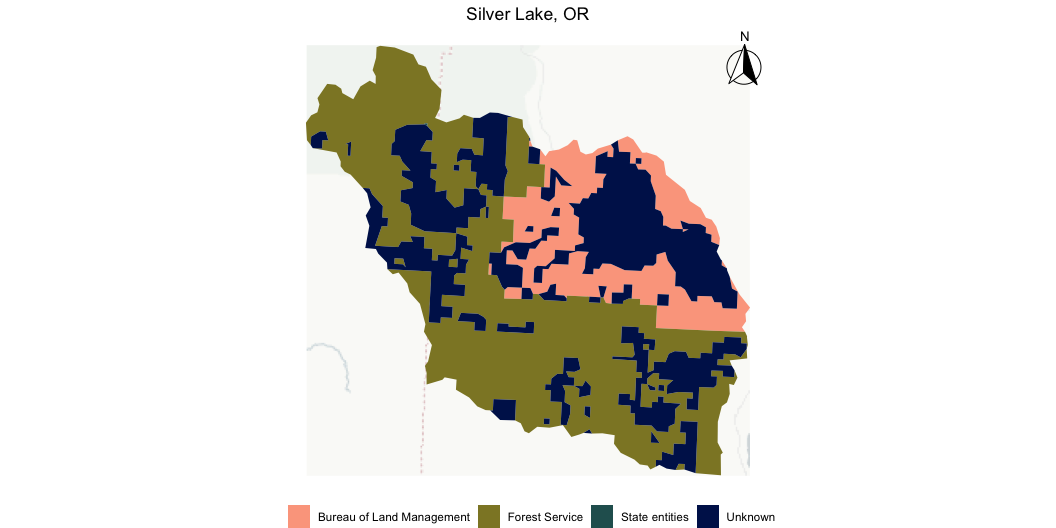 Silver Lake, OR
N
Bureau of Land Management
Forest Service
State entities
Unknown